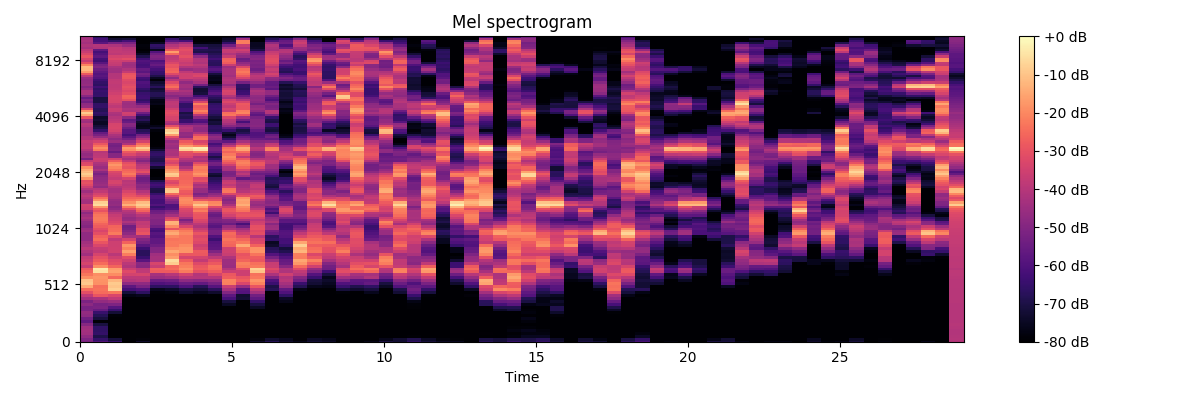 Mel spectrogram
Hz
8192
4096
2048
1024
512
0
0 5 10 15 20 25
Time
+0 dB
-10 dB
-20 dB
-30 dB
-40 dB
-50 dB
-60 dB
-70 dB
-80 dB